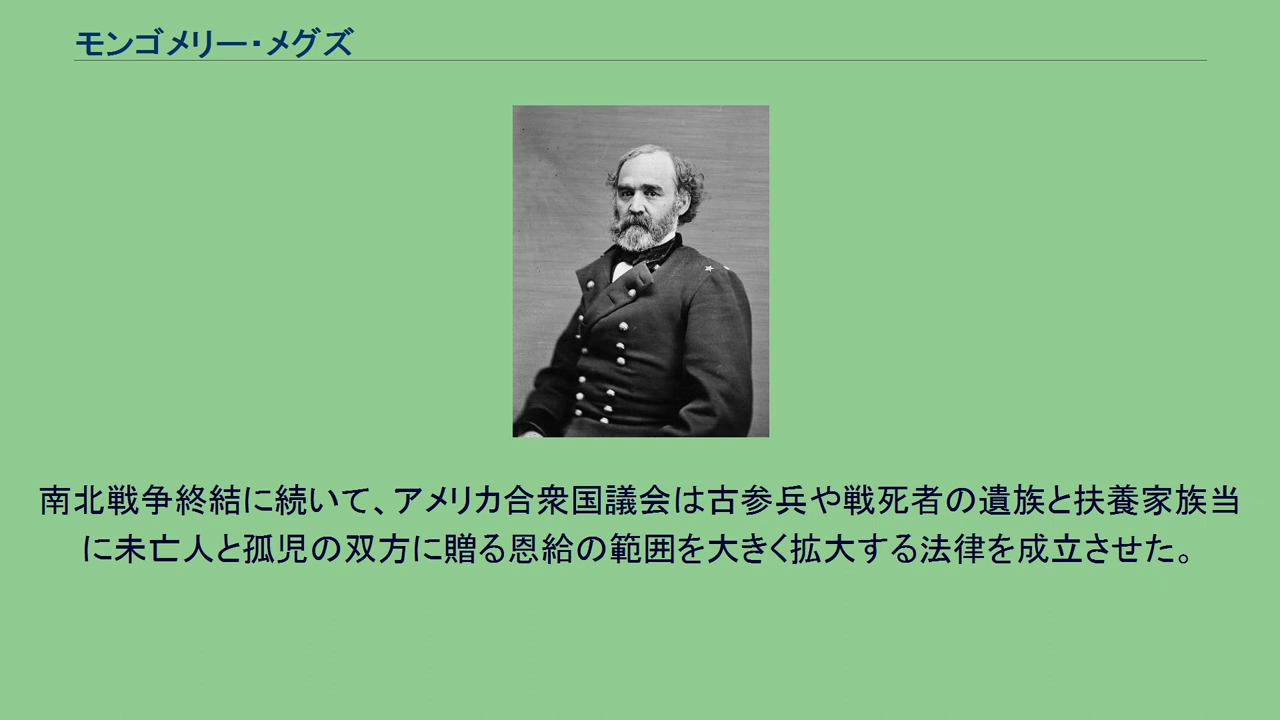 モンゴメリー・メグズ
南北戦争終結に続いて、アメリカ合衆国議会は古参兵や戦死者の遺族と扶養家族当
に未亡人と孤児の双方に贈る恩給の範囲を大きく拡大する法律を成立させた。